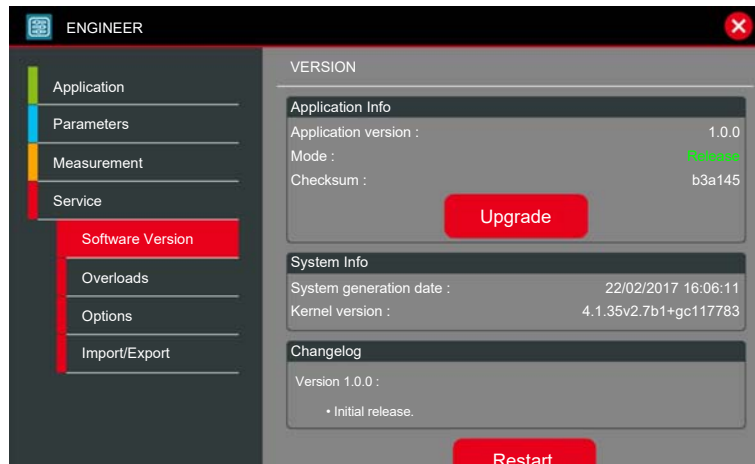 ENGINEER
Application
Parameters
Measurement
Service
Software Version
Overloads
Options
Import/Export
VERSION
Application Info
Application version : 1.0.0
Mode : Release
Checksum : b3a145
Upgrade
System Info
System generation date : 22/02/2017 16:06:11
Kernel version : 4.1.35v2.7b1+gc117783
Changelog
Version 1.0.0 :
• Initial release.
Restart